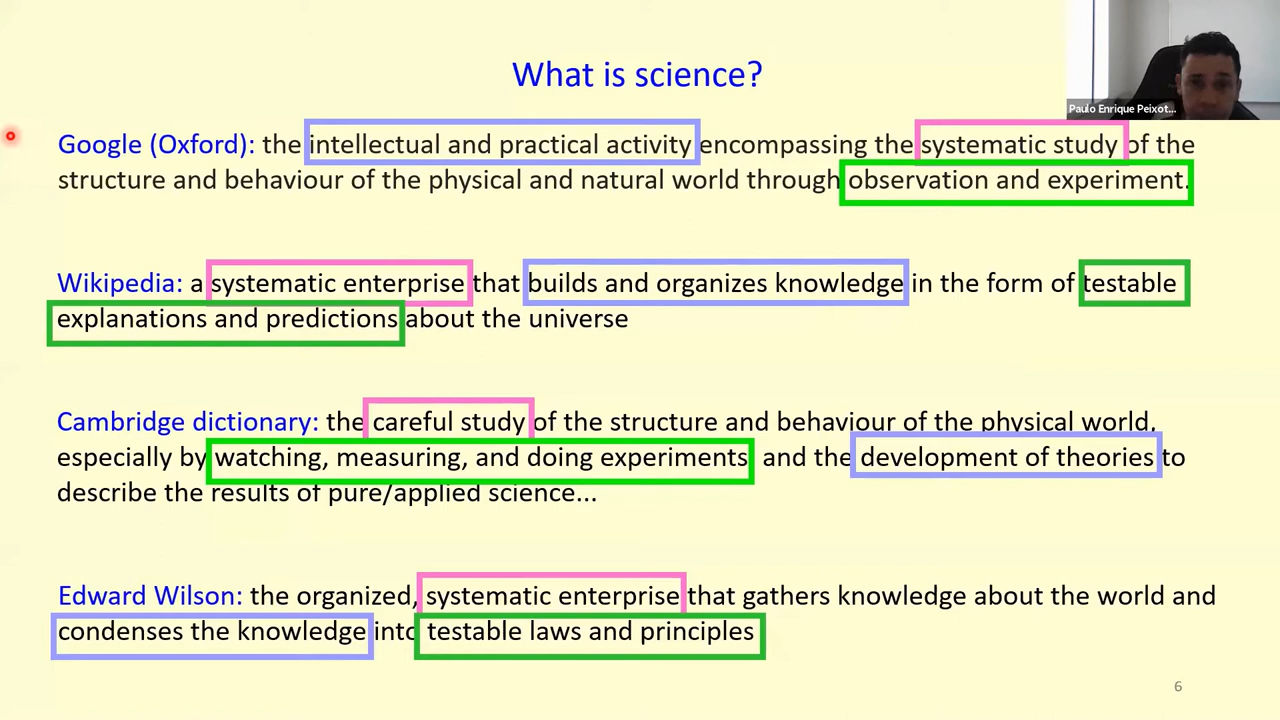 What is science?
Paulo Enrique Peixot...
Google (Oxford): the intellectual and practical activity encompassing the systematic study of the
structure and behaviour of the physical and natural world through observation and experiment.
Wikipedia: a systematic enterprise that builds and organizes knowledge in the form of testable
explanations and predictions about the universe
Cambridge dictionary: the careful study of the structure and behaviour of the physical world,
especially by watching, measuring, and doing experiments and the development of theories to
describe the results of pure/applied science...
Edward Wilson: the organized, systematic enterprise that gathers knowledge about the world and
condenses the knowledge into testable laws and principles
6